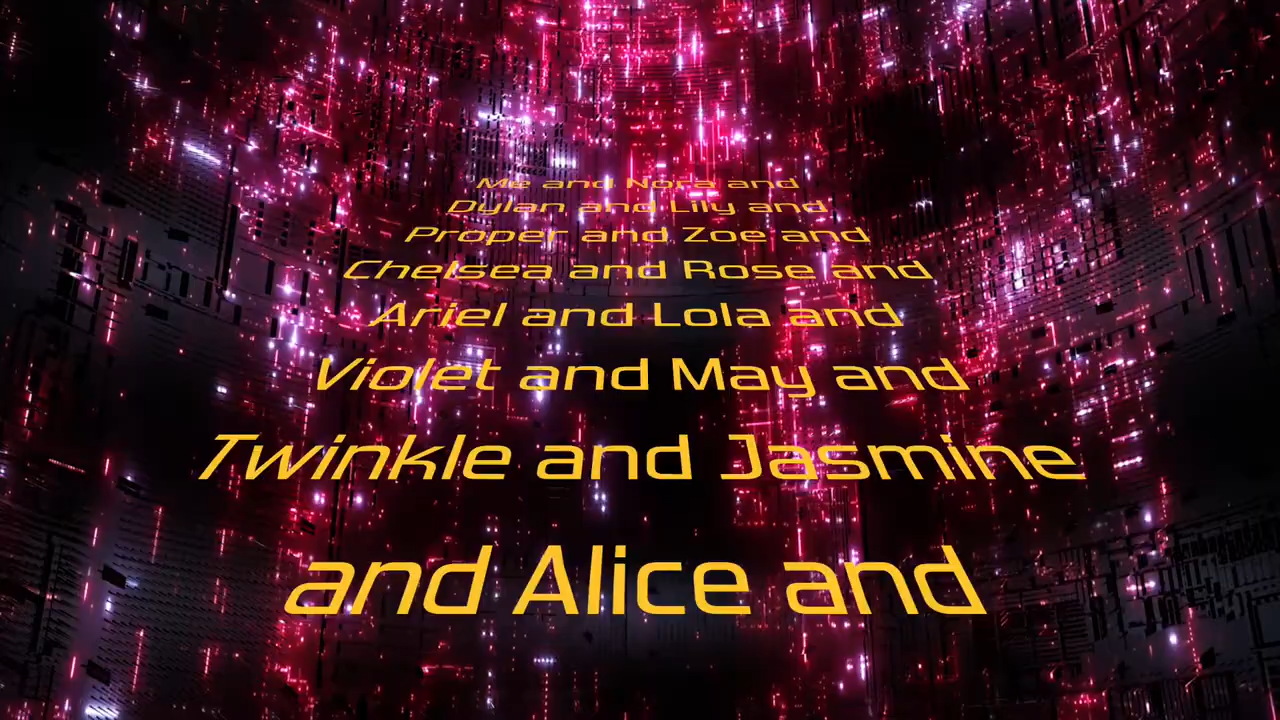 Me and Nora and
Dylan and Lily and
Proper and Zoe and
Chelsea and Rose and
Ariel and Lola and
Violet and May and
Twinkle and Jasmine
and Alice and